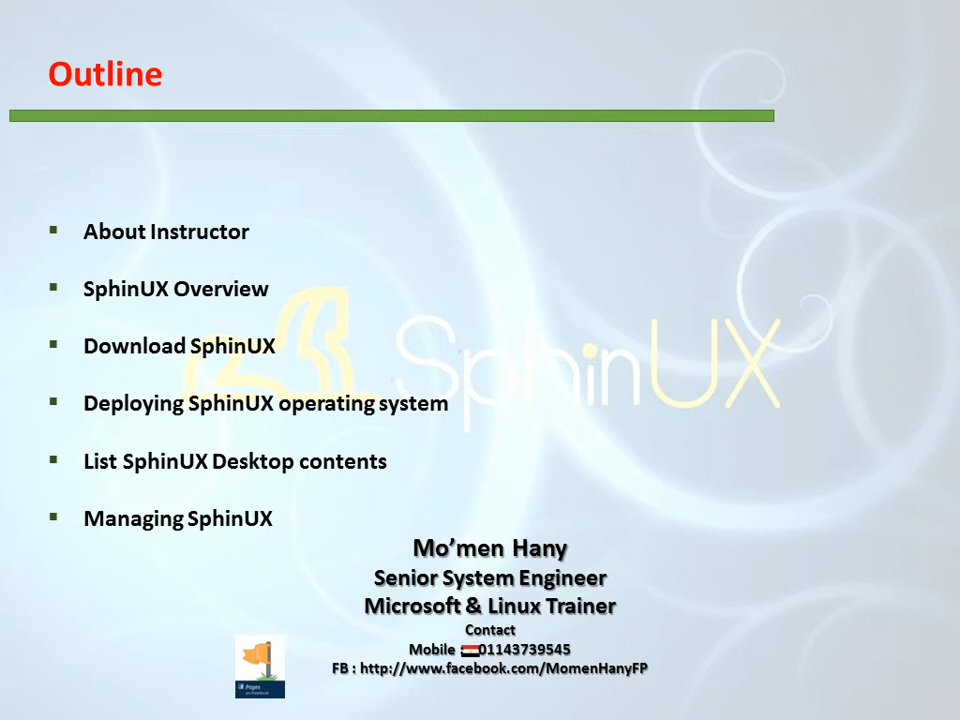 Outline
About Instructor
SphinUX Overview
Download SphinUX
SphinUX
Deploying SphinUX operating system
List SphinUX Desktop contents
Managing SphinUX
Mo’men Hany
Senior System Engineer
Microsoft & Linux Trainer
Contact
Mobile : 01143739545
FB : http://www.facebook.com/MomenHanyFP
Pages